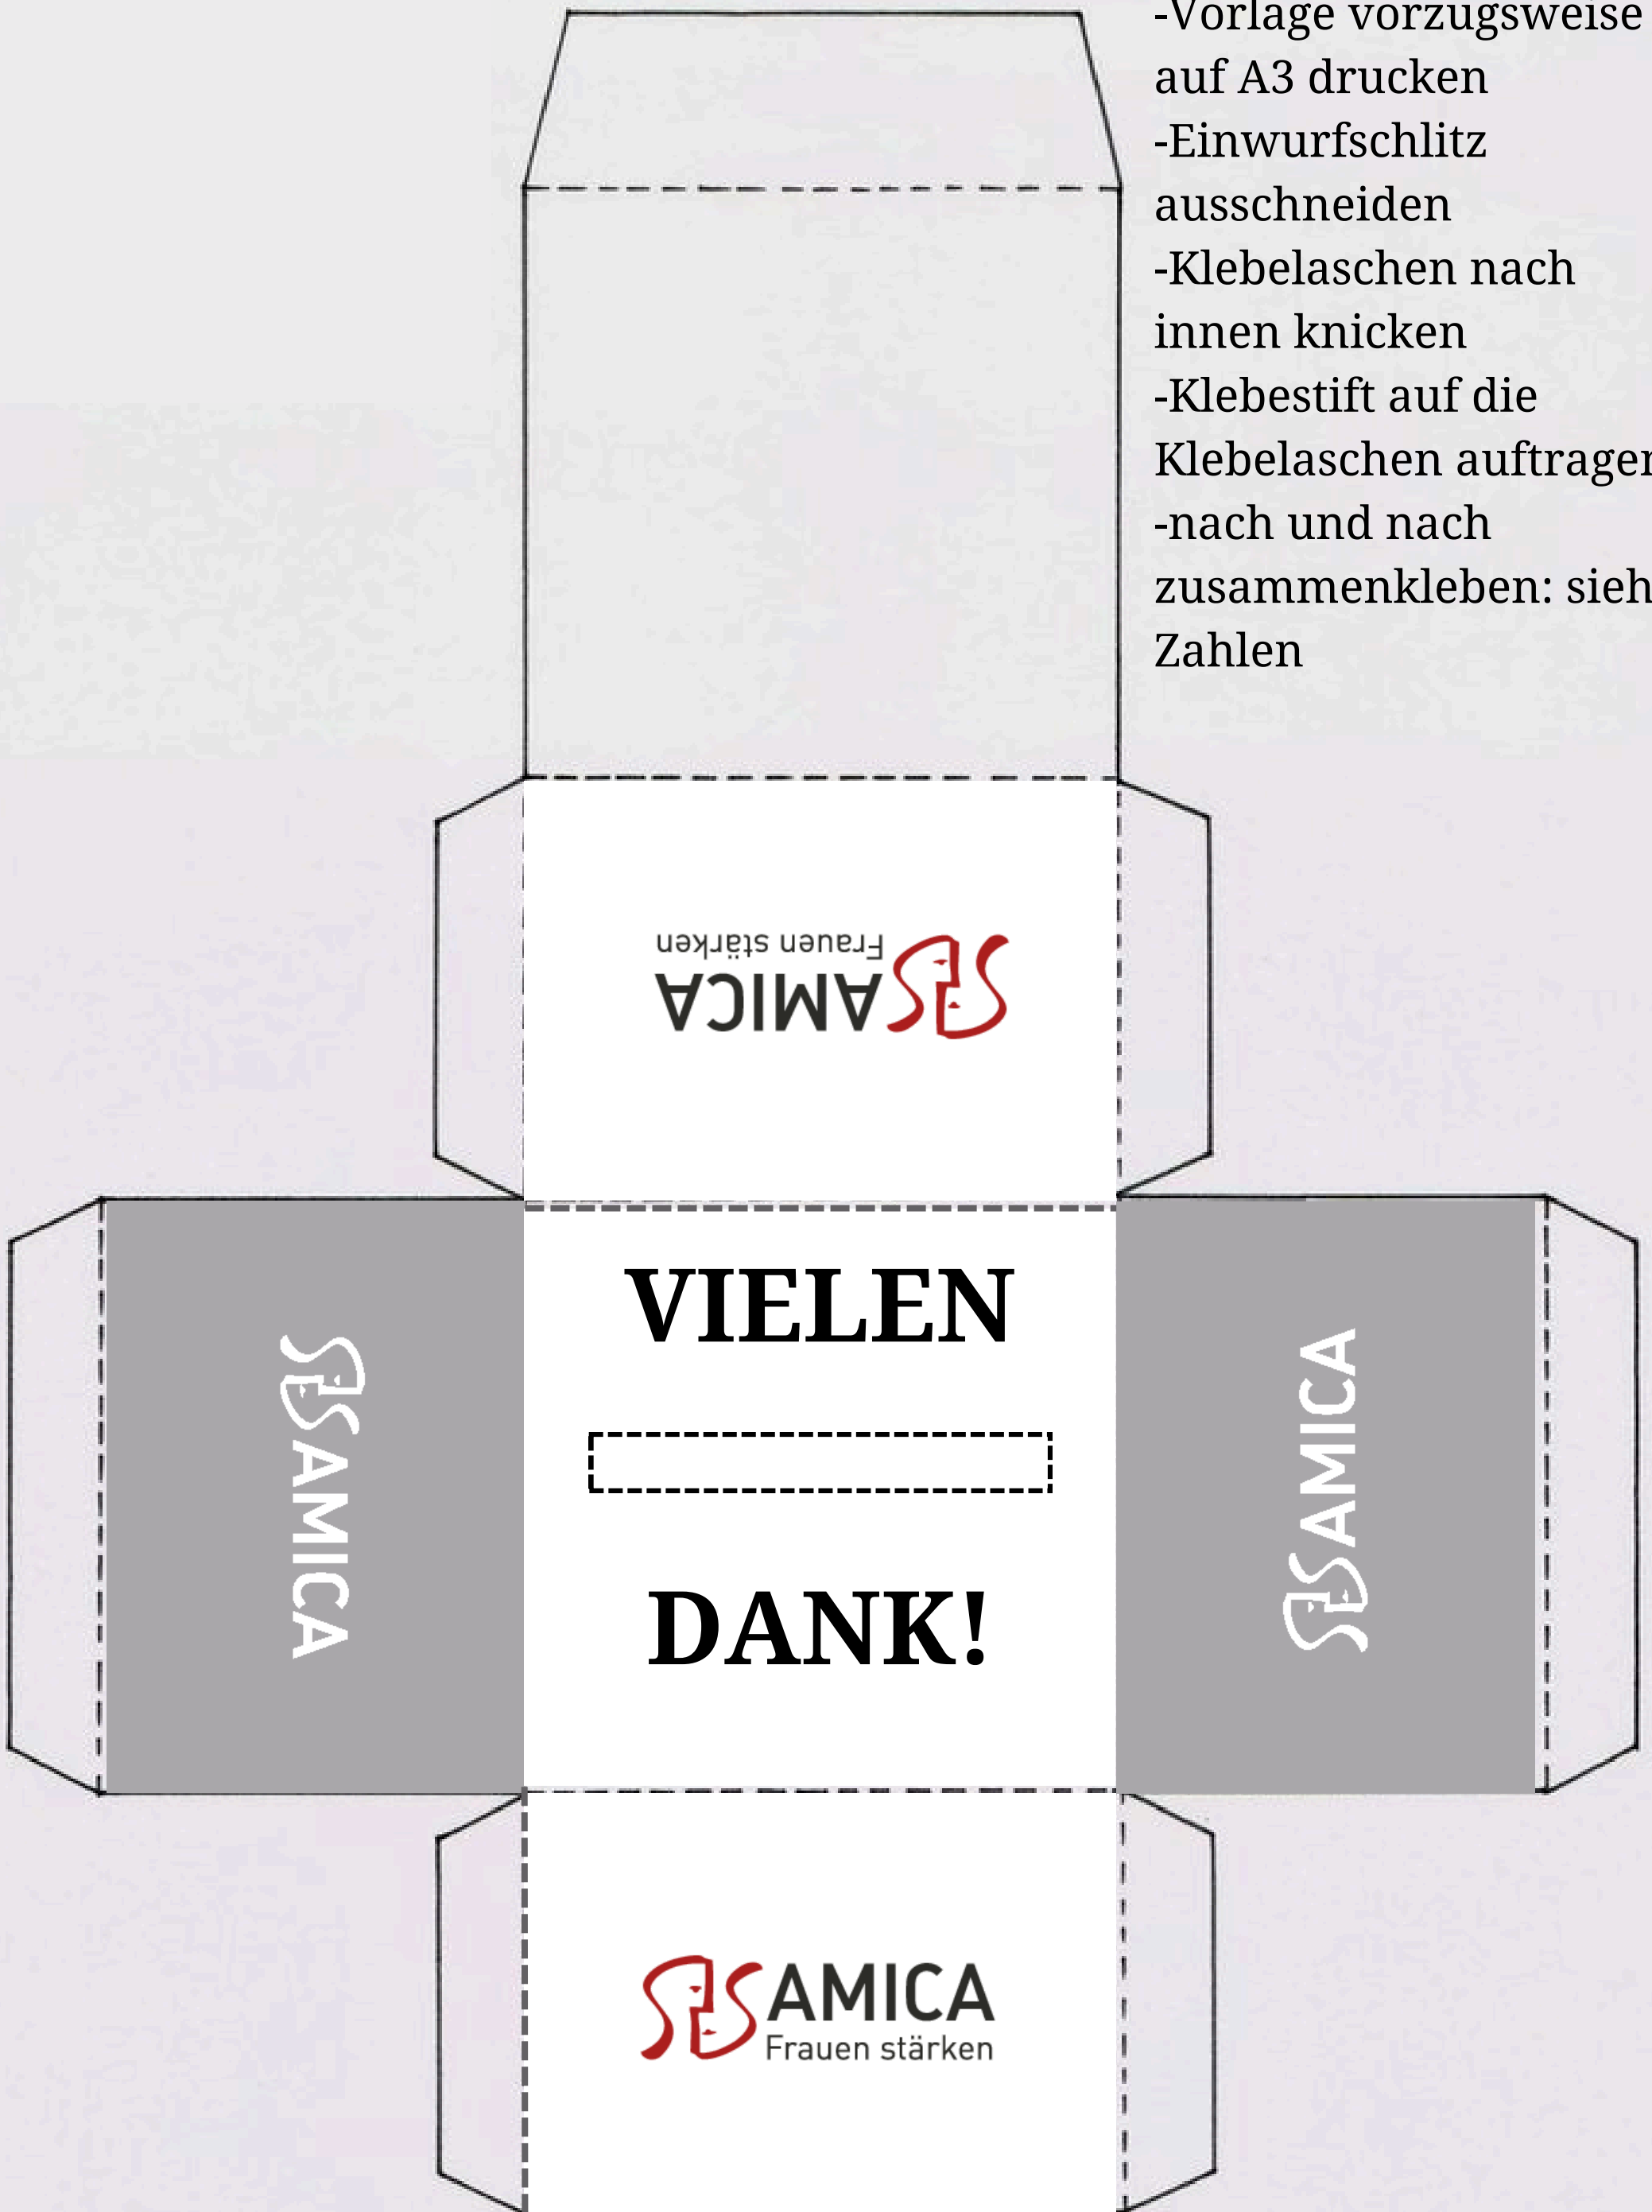 -Vorlage vorzugsweise
auf A3 drucken
-Einwurfschlitz
ausschneiden
-Klebelaschen nach
innen knicken
-Klebestift auf die
Klebelaschen auftragen
-nach und nach
zusammenkleben: sieh
Zahlen
AMICA
Frauen stärken
VIELEN
DANK!
AMICA
AMICA
AMICA
Frauen stärken